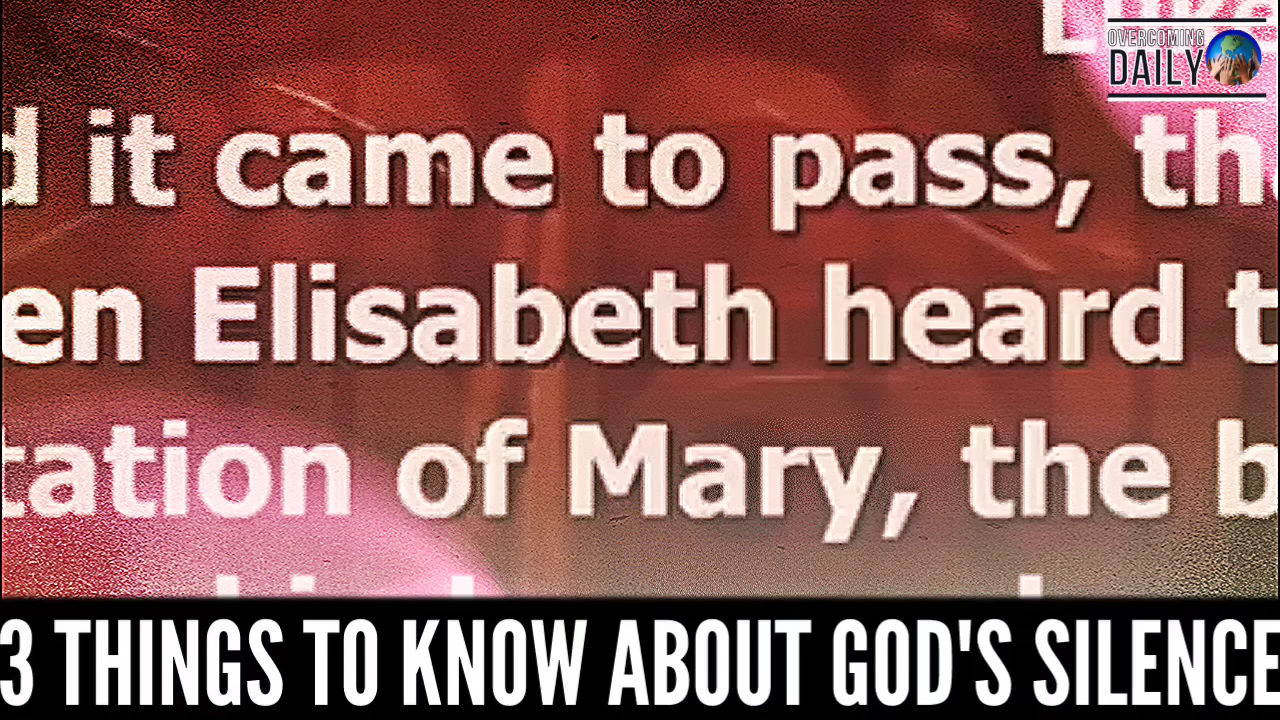 Luke
OVERCOMING
DAILY
d it came to pass, th
en Elisabeth heard t
tation of Mary, the b
3 THINGS TO KNOW ABOUT GOD'S SILENCE